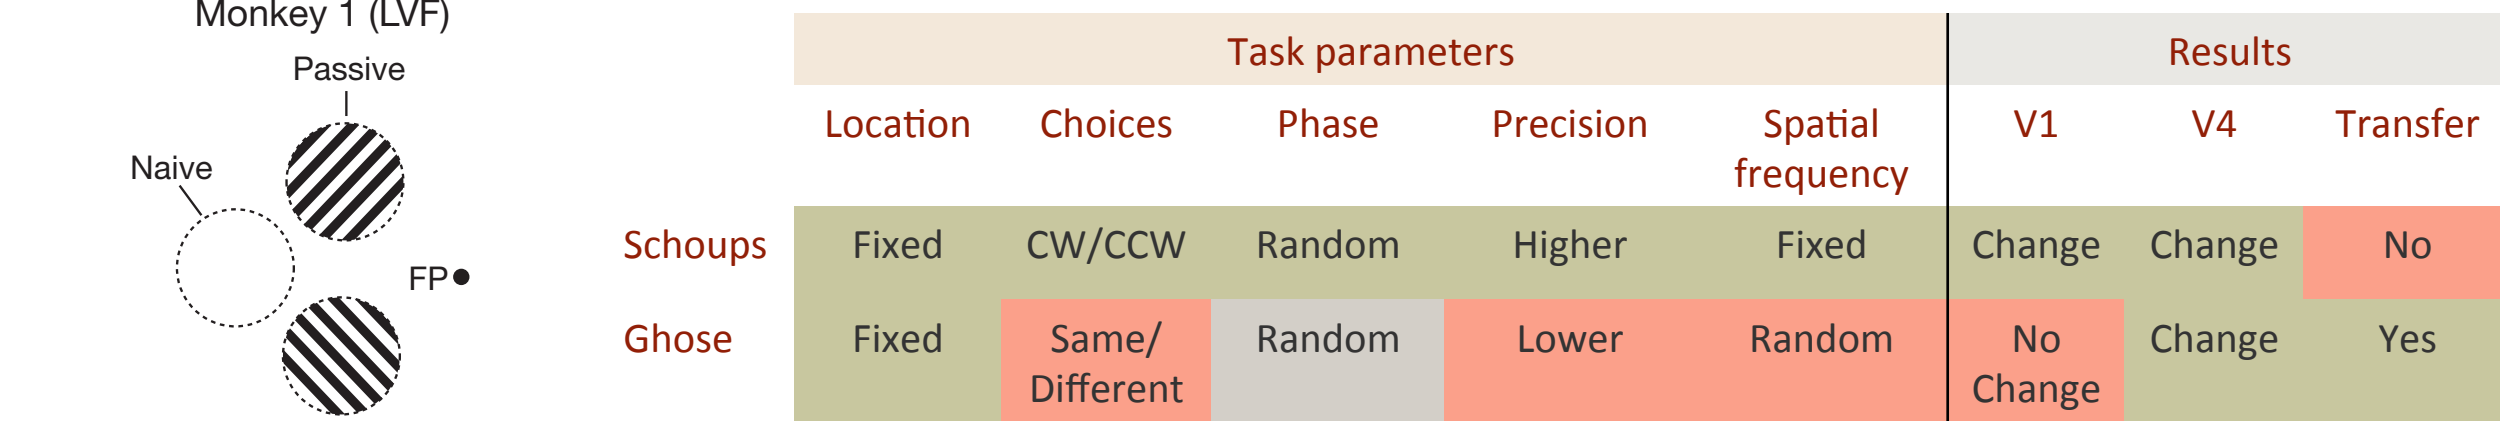 Monkey 1 (LVF)
Passive
Naive
FP
Task parameters Results
Location Choices Phase Precision Spatial V1 V4 Transfer
frequency
Schoups Fixed CW/CCW Random Higher Fixed Change Change No
Ghose Fixed Same/ Random Lower Random No Change Yes
Different Change